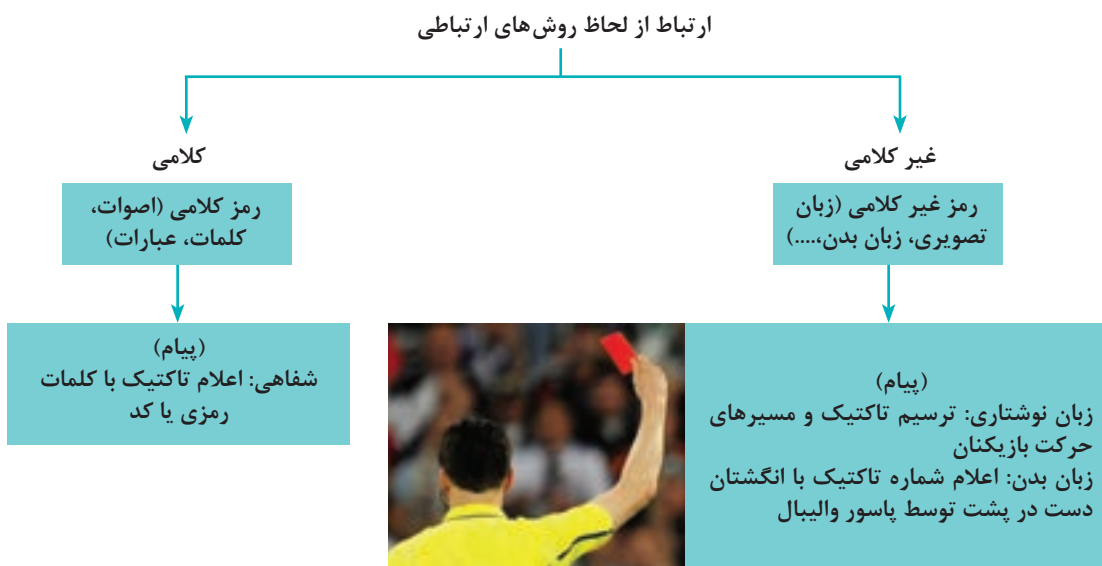 ارتباط از لحاظ روش‌های ارتباطی
غیر کلامی
رمز غیر کلامی (زبان
تصویری، زبان بدن،....)
(پیام)
زبان نوشتاری: ترسیم تاکتیک و مسیرهای
حرکت بازیکنان
زبان بدن: اعلام شماره تاکتیک با انگشتان
دست در پشت توسط پاسور والیبال
کلامی
رمز کلامی (اصوات،
کلمات، عبارات)
(پیام)
شفاهی: اعلام تاکتیک با کلمات
رمزی یا کد